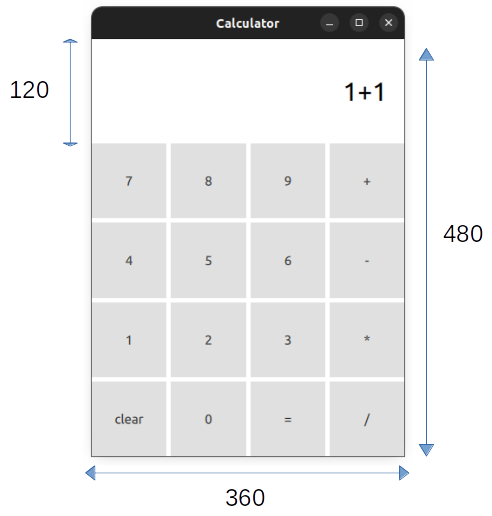 Calculator
120
1+1
7 8 9 +
480
4 5 6 -
1 2 3 *
clear 0 = /
360